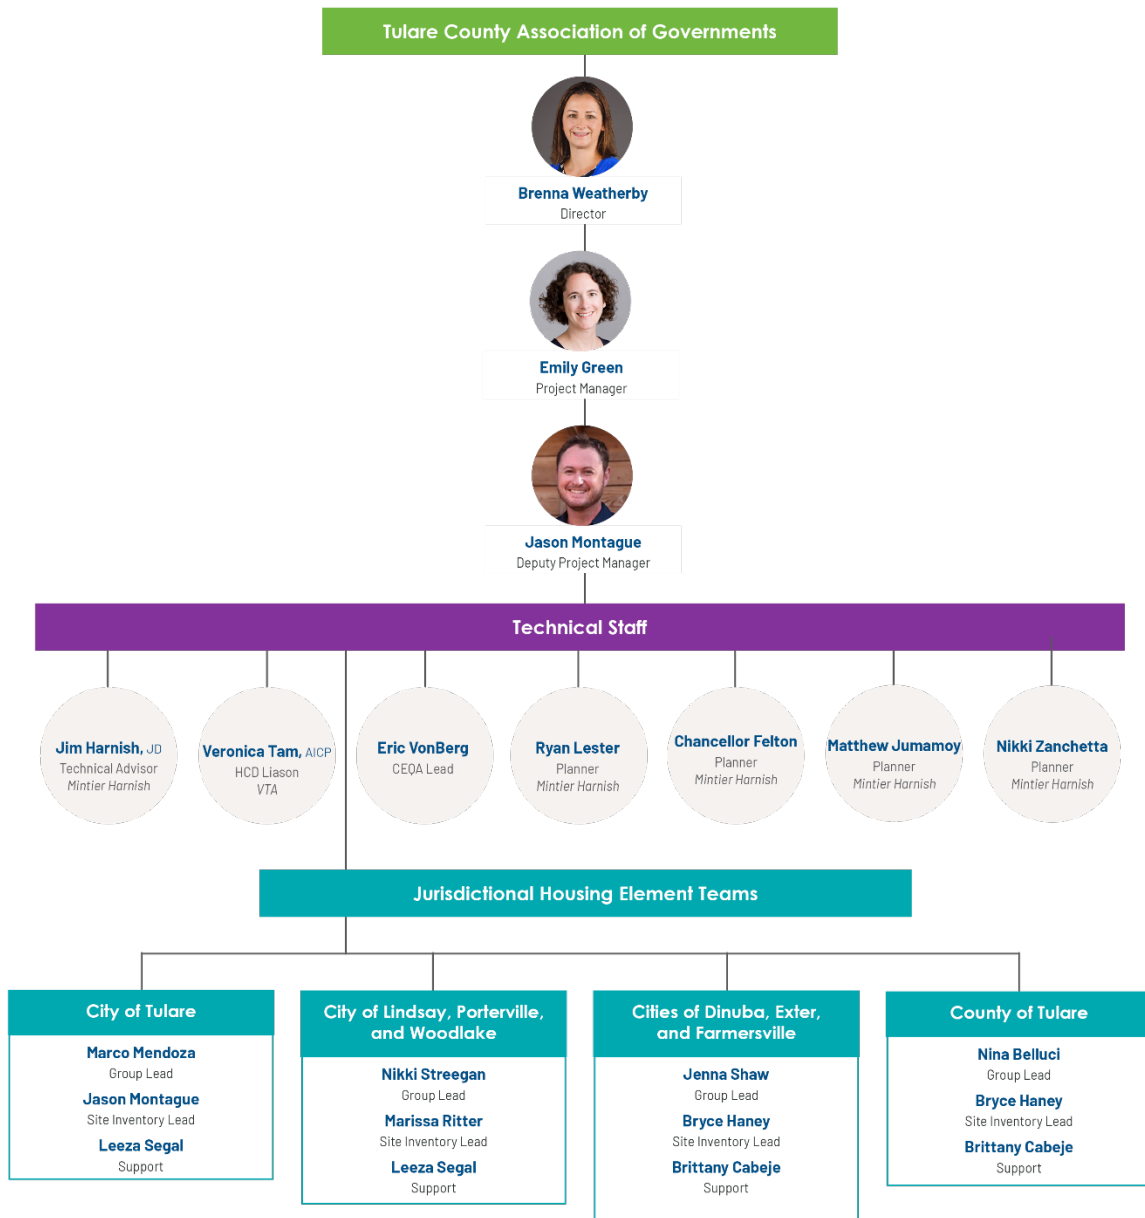 Tulare County Association of Governments
Brenna Weatherby
Director
Emily Green
Project Manager
Jason Montague
Deputy Project Manager
Technical Staff
Jim Harnish, JD
Technical Advisor
Mintier Harnish
Veronica Tam, AICP
HCD Liason
VTA
Eric VonBerg
CEQA Lead
Ryan Lester
Planner
Mintier Harnish
Chancellor Felton
Planner
Mintier Harnish
Matthew Jumamoy
Planner
Mintier Harnish
Nikki Zanchetta
Planner
Mintier Harnish
Jurisdictional Housing Element Teams
City of Tulare
Marco Mendoza
Group Lead
Jason Montague
Site Inventory Lead
Leeza Segal
Support
City of Lindsay, Porterville,
and Woodlake
Nikki Streegan
Group Lead
Marissa Ritter
Site Inventory Lead
Leeza Segal
Support
Cities of Dinuba, Exter,
and Farmersville
Jenna Shaw
Group Lead
Bryce Haney
Site Inventory Lead
Brittany Cabeje
Support
County of Tulare
Nina Belluci
Group Lead
Bryce Haney
Site Inventory Lead
Brittany Cabeje
Support